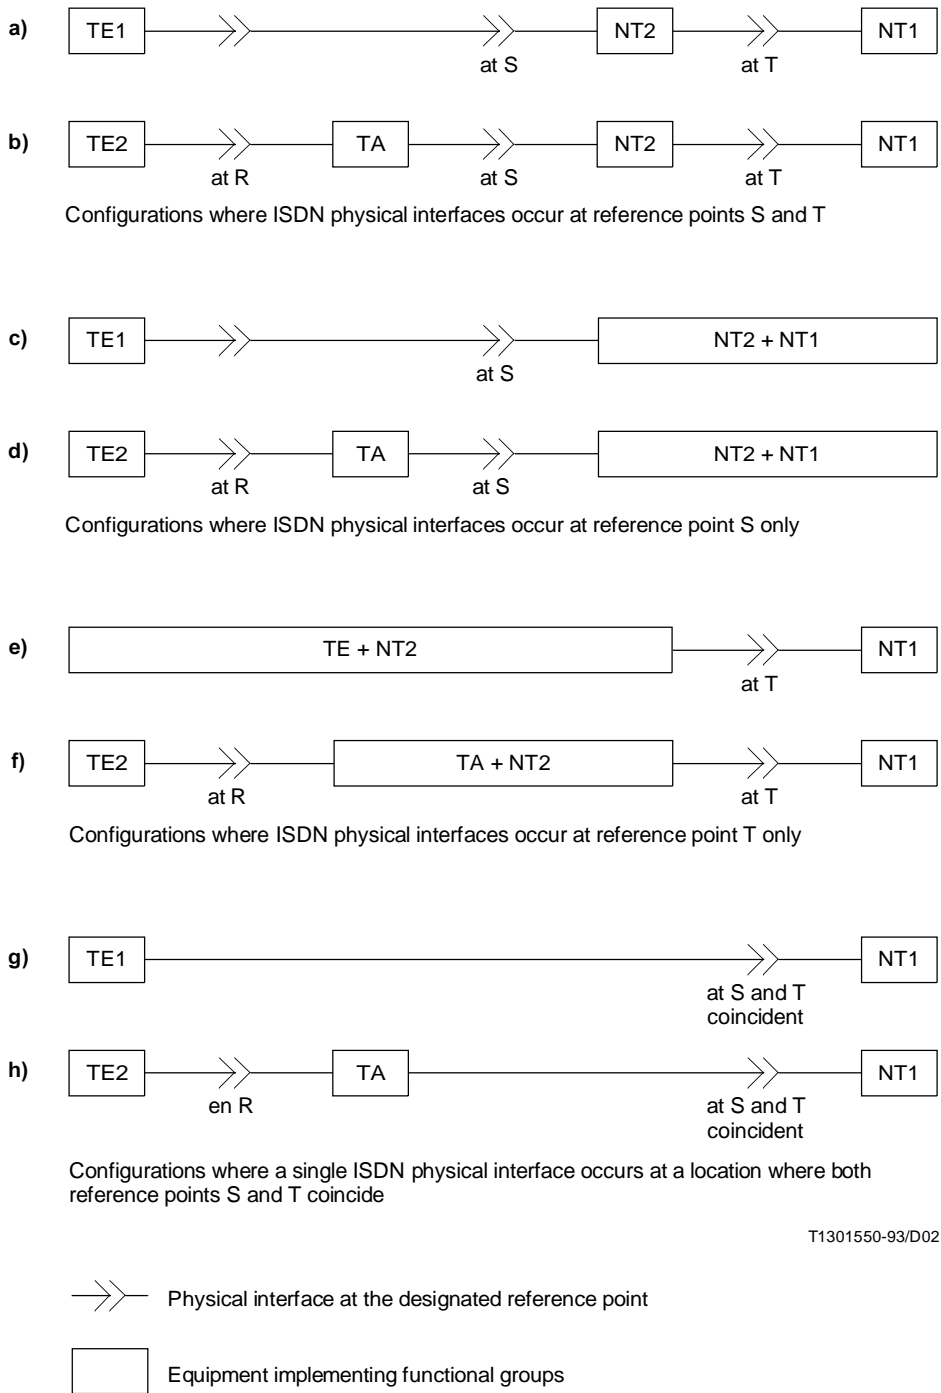 a) TE1 NT2 NT1
at S at T
b) TE2 TA NT2 NT1
at R at S at T
Configurations where ISDN physical interfaces occur at reference points S and T
c) TE1 NT2 + NT1
at S
d) TE2 TA NT2 + NT1
at R at S
Configurations where ISDN physical interfaces occur at reference point S only
e) TE + NT2 NT1
at T
f) TE2 TA + NT2 NT1
at R at T
Configurations where ISDN physical interfaces occur at reference point T only
g) TE1 NT1
at S and T
coincident
h) TE2 TA NT1
en R at S and T
coincident
Configurations where a single ISDN physical interface occurs at a location where both
reference points S and T coincide
T1301550-93/D02
Physical interface at the designated reference point
Equipment implementing functional groups